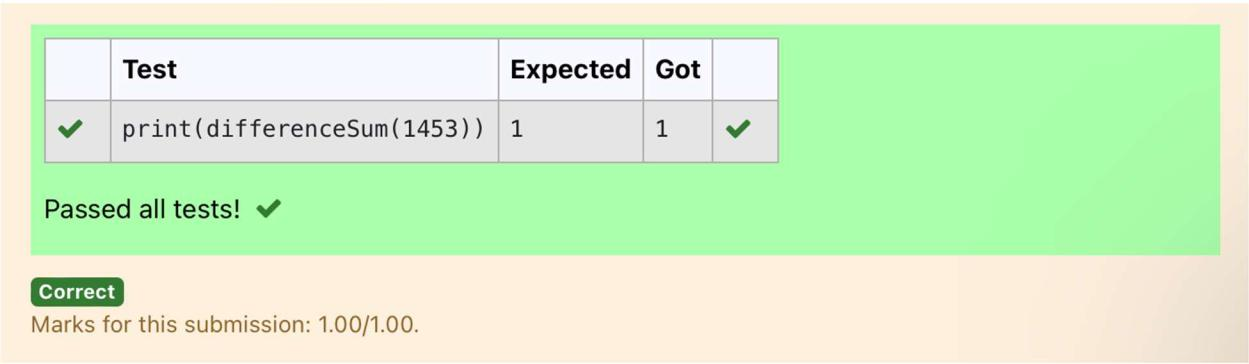 Test Expected Got
print(differenceSum(1453)) 1 1
Passed all tests!
Correct
Marks for this submission: 1.00/1.00.